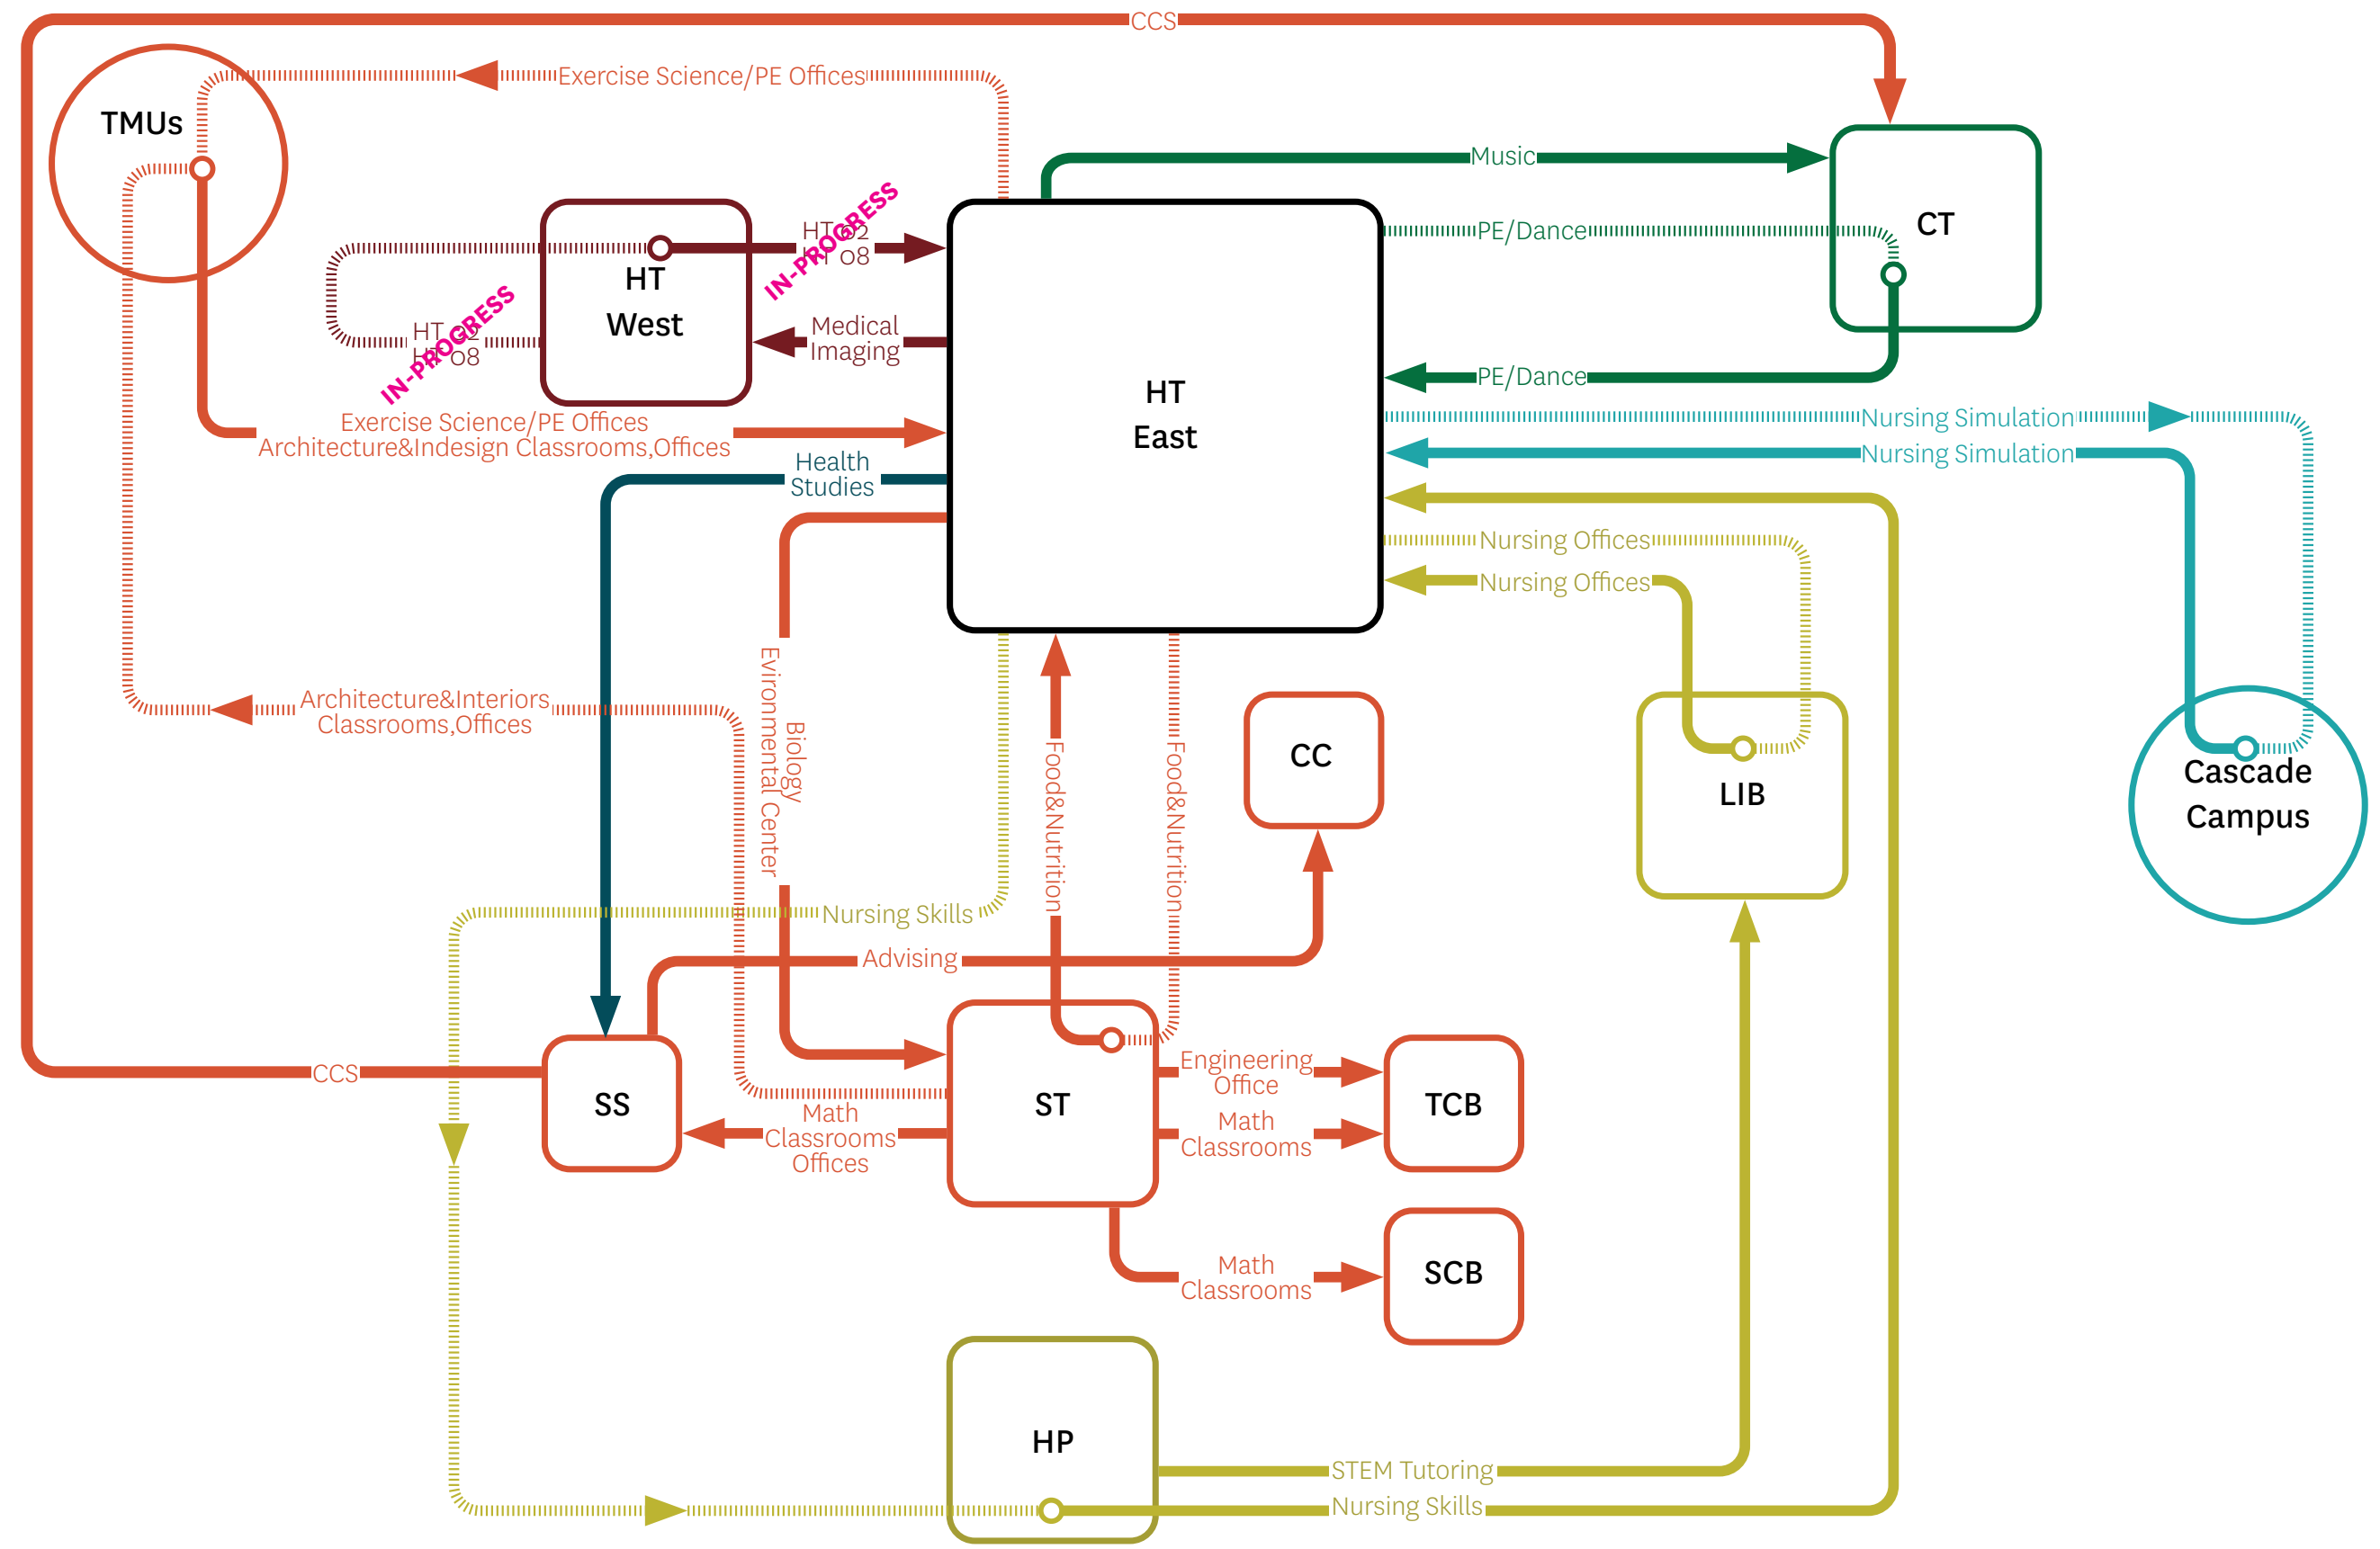 CCS
Exercise Science/PE Offices
TMUs
Music
CT
PE/Dance
HT 02
HT 08
IN-PROGRESS
HT
West
Medical
Imaging
HT 02
HT 08
IN-PROGRESS
PE/Dance
HT
East
Exercise Science/PE Offices
Architecture&Indesign Classrooms,Offices
Nursing Simulation
Nursing Simulation
Health
Studies
Nursing Offices
Nursing Offices
Architecture&Interiors
Classrooms,Offices
Biology
Evironmental Center
Food&Nutrition
Food&Nutrition
CC
LIB
Cascade
Campus
Nursing Skills
Advising
CCS
SS
Math
Classrooms
Offices
ST
Engineering
Office
Math
Classrooms
TCB
Math
Classrooms
SCB
HP
STEM Tutoring
Nursing Skills